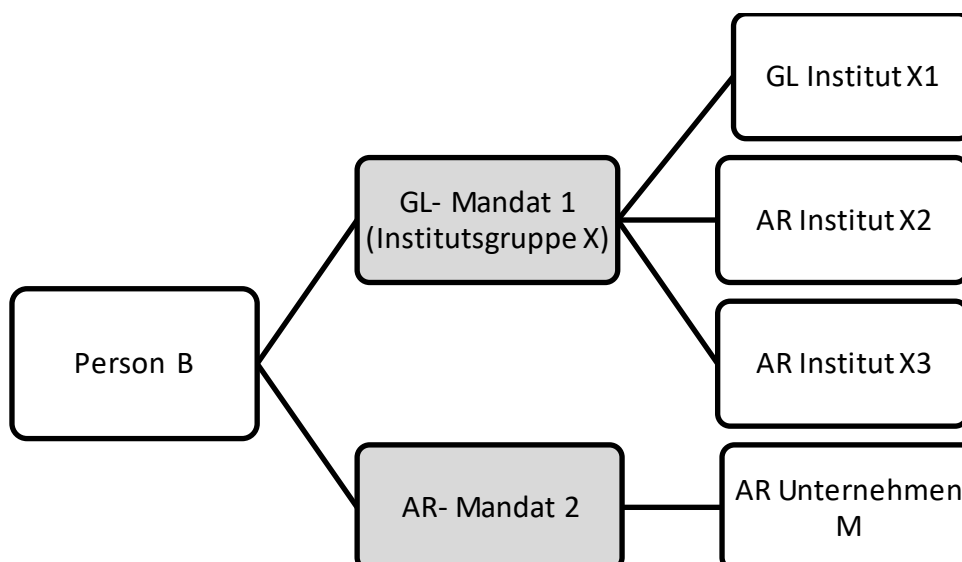 GL Institut X1
GL- Mandat 1
(Institutsgruppe X)
AR Institut X2
Person B
AR Institut X3
AR- Mandat 2
AR Unternehmen
M